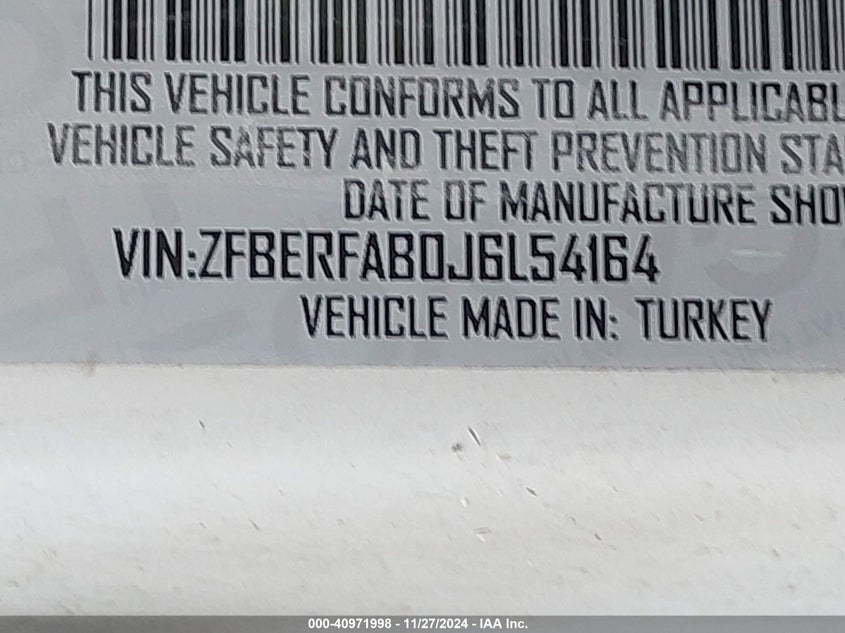 THIS VEHICLE CONFORMS TO ALL APPLICABL
VEHICLE SAFETY AND THEFT PREVENTION STA
DATE OF MANUFACTURE SHO
VIN:ZFBERFAB0J6L54164
VEHICLE MADE IN: TURKEY
000-40971998 - 11/27/2024 - IAA Inc.